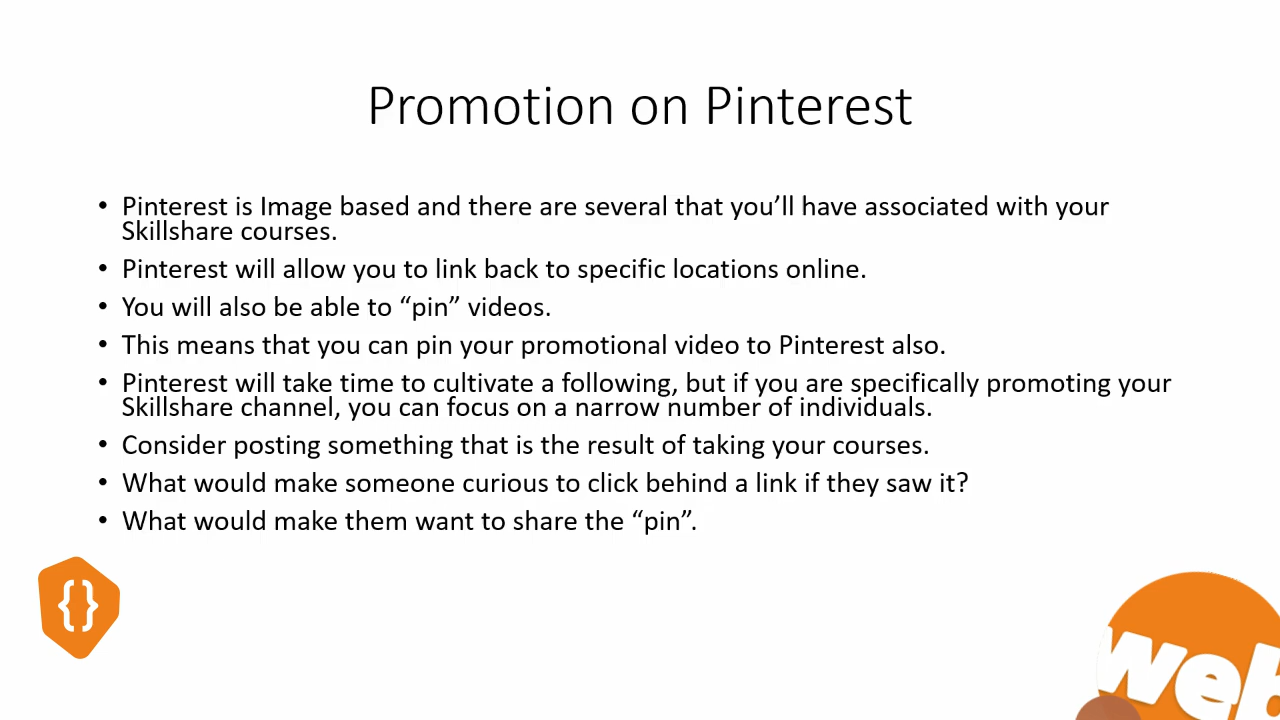 Promotion on Pinterest
• Pinterest is Image based and there are several that you’ll have associated with your
Skillshare courses.
• Pinterest will allow you to link back to specific locations online.
• You will also be able to “pin” videos.
• This means that you can pin your promotional video to Pinterest also.
• Pinterest will take time to cultivate a following, but if you are specifically promoting your
Skillshare channel, you can focus on a narrow number of individuals.
• Consider posting something that is the result of taking your courses.
• What would make someone curious to click behind a link if they saw it?
• What would make them want to share the “pin”.
{}
web